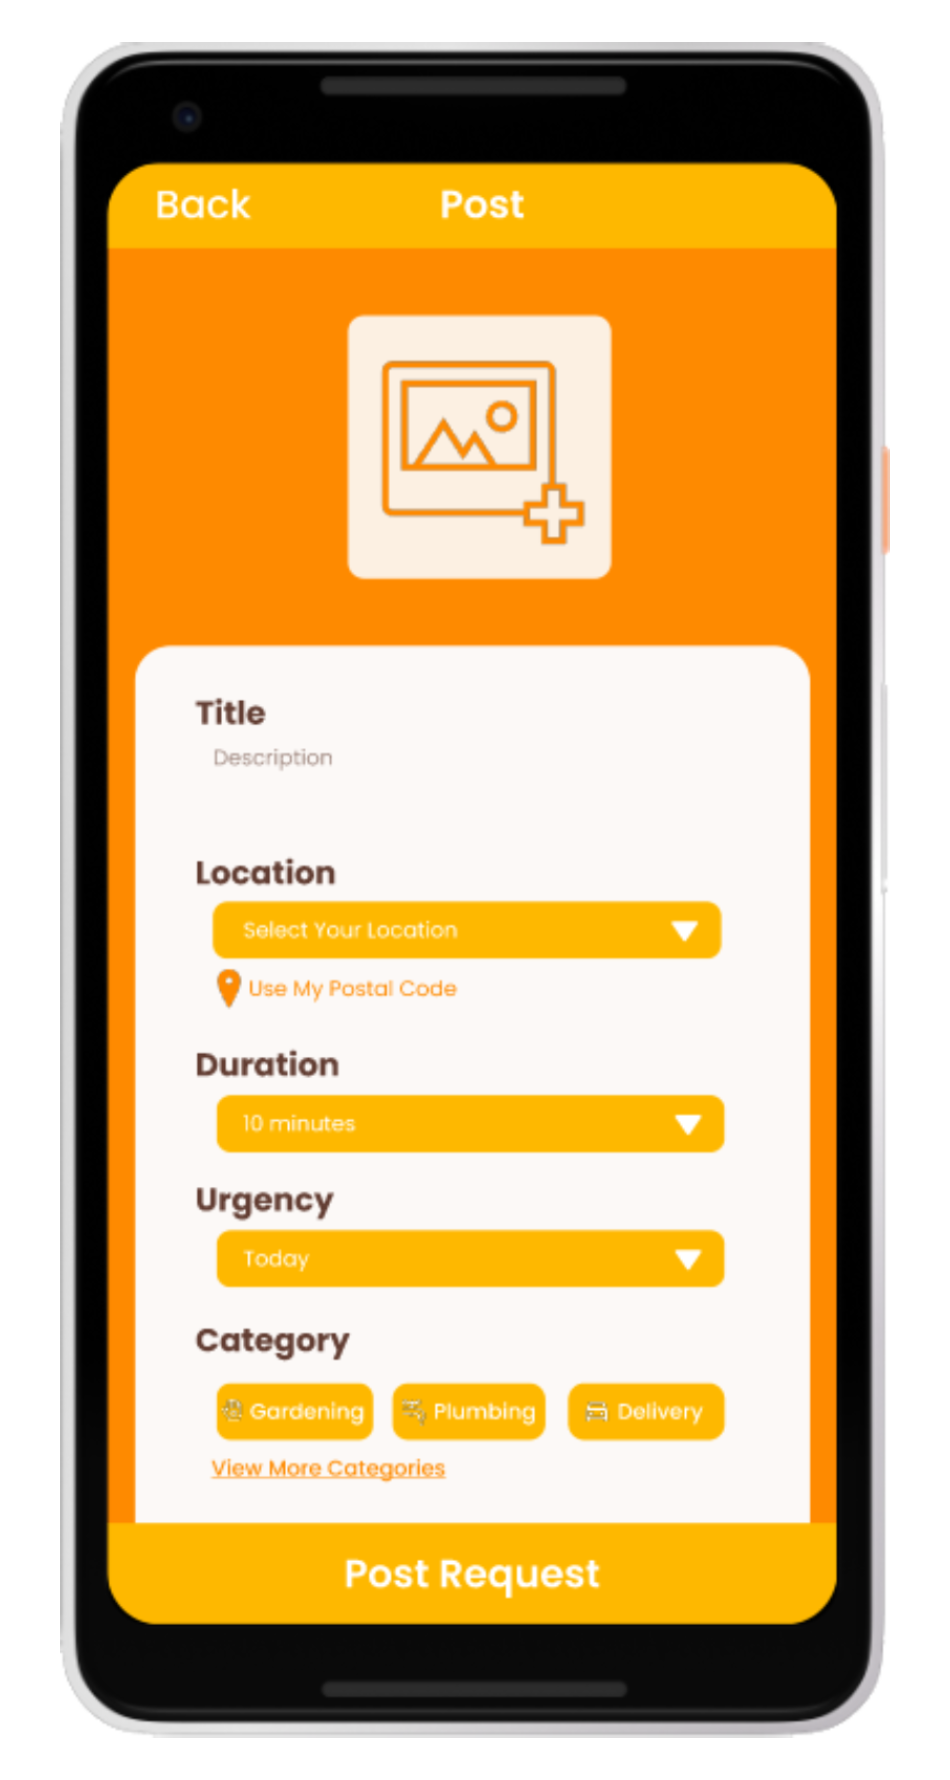 Back Post
Title
Description
Location
Select Your Location
Use My Postal Code
Duration
10 minutes
Urgency
Today
Category
Gardening Plumbing Delivery
View More Categories
Post Request